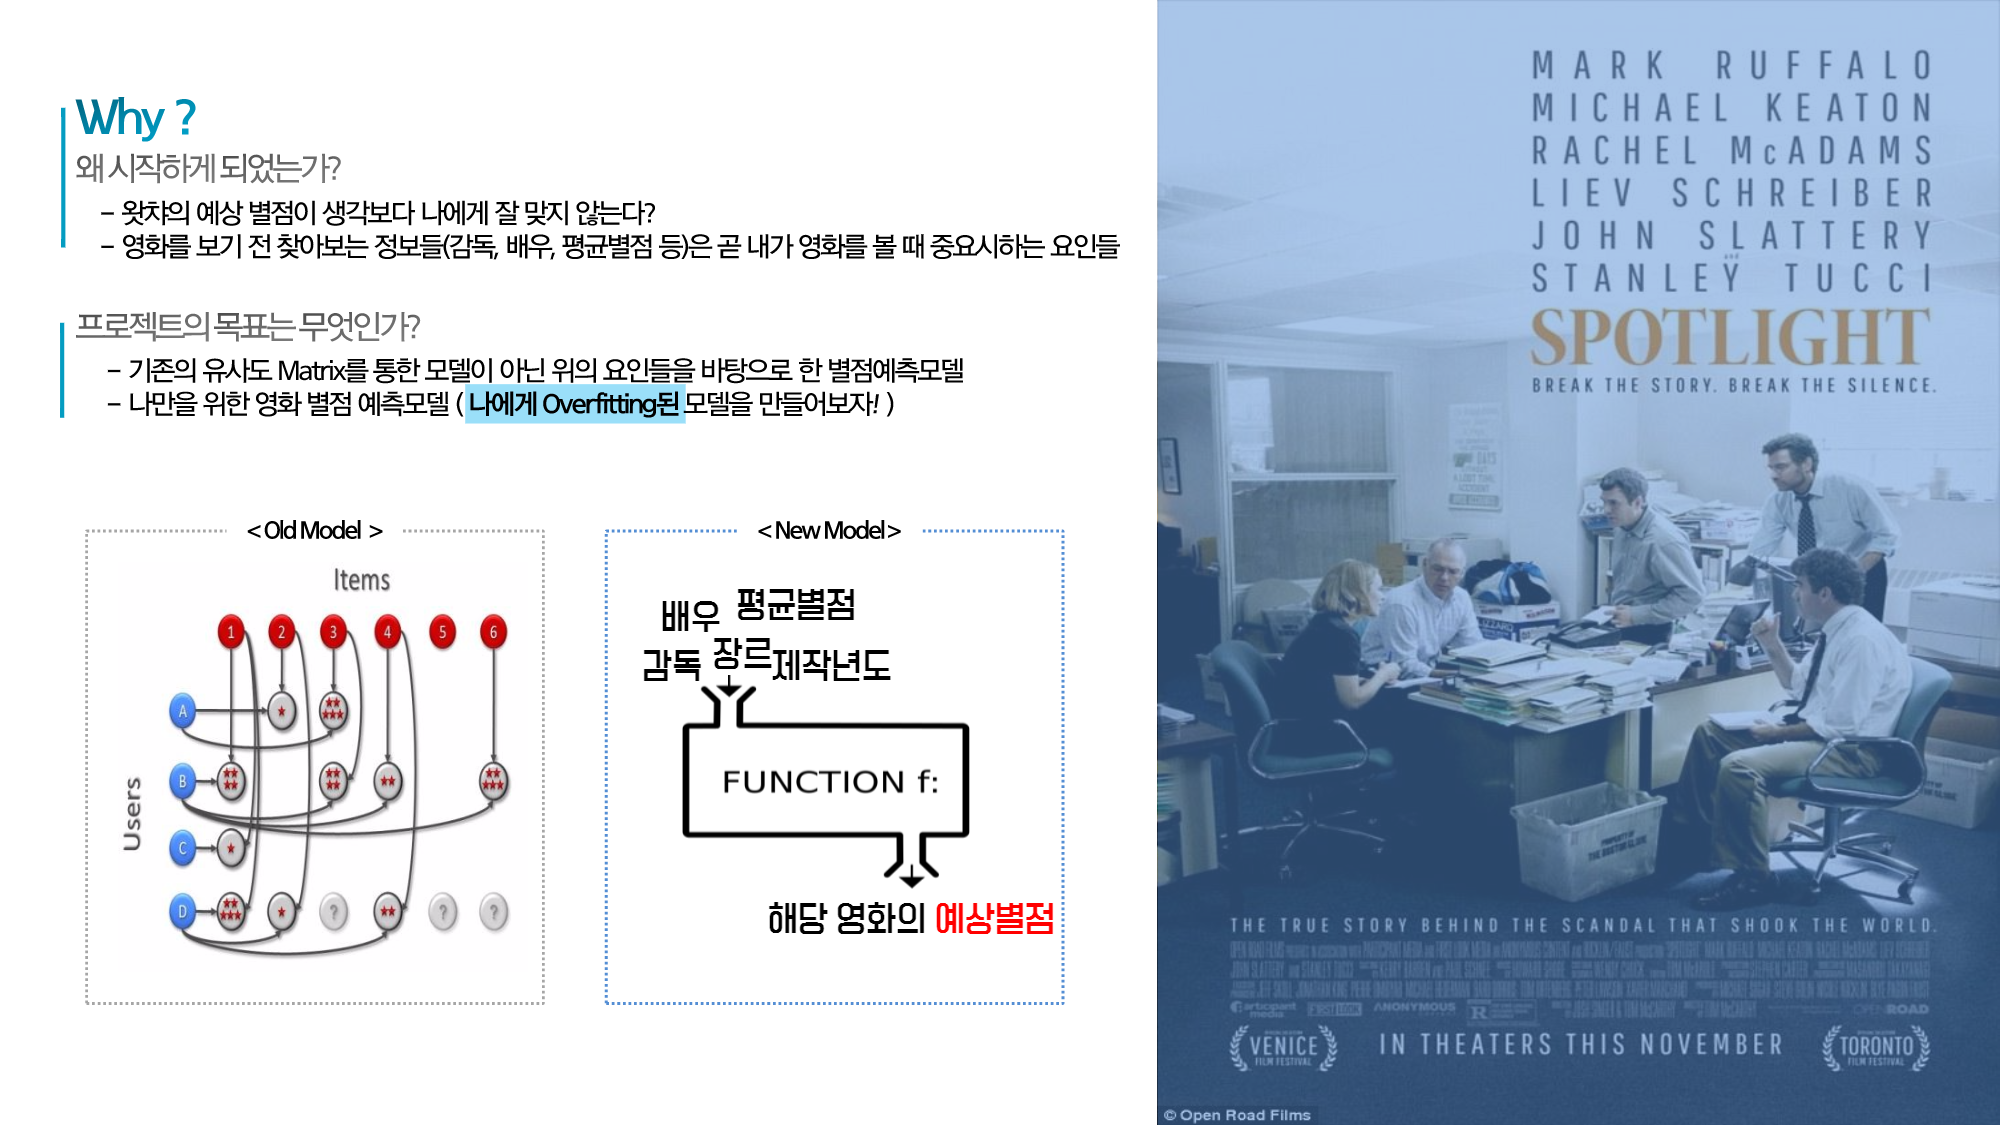 Why ?
왜 시작하게 되었는가?
– 왓챠의 예상 별점이 생각보다 나에게 잘 맞지 않는다?
– 영화를 보기 전 찾아보는 정보들(감독, 배우, 평균별점 등)은 곧 내가 영화를 볼 때 중요시하는 요인들
프로젝트의 목표는 무엇인가?
– 기존의 유사도 Matrix를 통한 모델이 아닌 위의 요인들을 바탕으로 한 별점예측모델
– 나만을 위한 영화 별점 예측모델 ( 나에게 Overfitting된 모델을 만들어보자! )
< Old Model >
Items
1 2 3 4 5 6
Users
A
B
C
D
? ? ?
< New Model >
배우 평균별점
감독 장르 제작년도
FUNCTION f:
해당 영화의 예상별점
MARK RUFFALO
MICHAEL KEATON
RACHEL McADAMS
LIEV SCHREIBER
JOHN SLATTERY
and
STANLEY TUCCI
SPOTLIGHT
BREAK THE STORY. BREAK THE SILENCE.
THE TRUE STORY BEHIND THE SCANDAL THAT SHOOK THE WORLD.
participant media FIRST LOOK ANONYMOUS R OPEN ROAD
VENICE
FILM FESTIVAL
IN THEATERS THIS NOVEMBER
TORONTO
FILM FESTIVAL
© Open Road Films